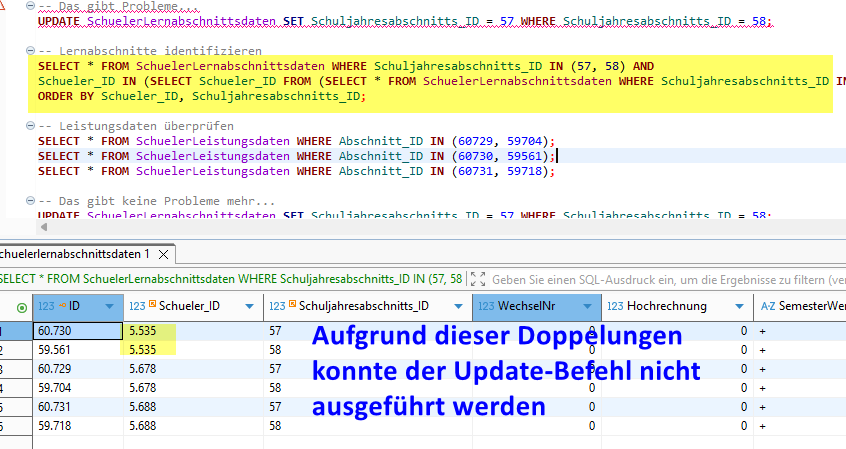 -- Das gibt Probleme...
UPDATE SchuelerLernabschnittsdaten SET Schuljahresabschnitts_ID = 57 WHERE Schuljahresabschnitts_ID = 58;
-- Lernabschnitte identifizieren
SELECT * FROM SchuelerLernabschnittsdaten WHERE Schuljahresabschnitts_ID IN (57, 58) AND
Schueler_ID IN (SELECT Schueler_ID FROM (SELECT * FROM SchuelerLernabschnittsdaten WHERE Schuljahresabschnitts_ID IN
ORDER BY Schueler_ID, Schuljahresabschnitts_ID;
-- Leistungsdaten überprüfen
SELECT * FROM SchuelerLeistungsdaten WHERE Abschnitt_ID IN (60729, 59704);
SELECT * FROM SchuelerLeistungsdaten WHERE Abschnitt_ID IN (60730, 59561);
SELECT * FROM SchuelerLeistungsdaten WHERE Abschnitt_ID IN (60731, 59718);
-- Das gibt keine Probleme mehr...
UPDATE SchuelerLernabschnittsdaten SET Schuljahresabschnitts_ID = 57 WHERE Schuljahresabschnitts_ID = 58;
chuelerlernabschnittsdaten 1
SELECT * FROM SchuelerLernabschnittsdaten WHERE Schuljahresabschnitts_ID IN (57, 58 Geben Sie einen SQL-Ausdruck ein, um die Ergebnisse zu filtern (ver
123 ID 123 Schueler_ID 123 Schuljahresabschnitts_ID 123 WechselNr 123 Hochrechnung A-Z SemesterWer
1 60.730 5.535 57 0 0 +
2 59.561 5.535 58 0 0 +
3 60.729 5.678 57 0 0 +
4 59.704 5.678 58 0 0 +
5 60.731 5.688 57 0 0 +
6 59.718 5.688 58 0 0 +
Aufgrund dieser Doppelungen
konnte der Update-Befehl nicht
ausgeführt werden